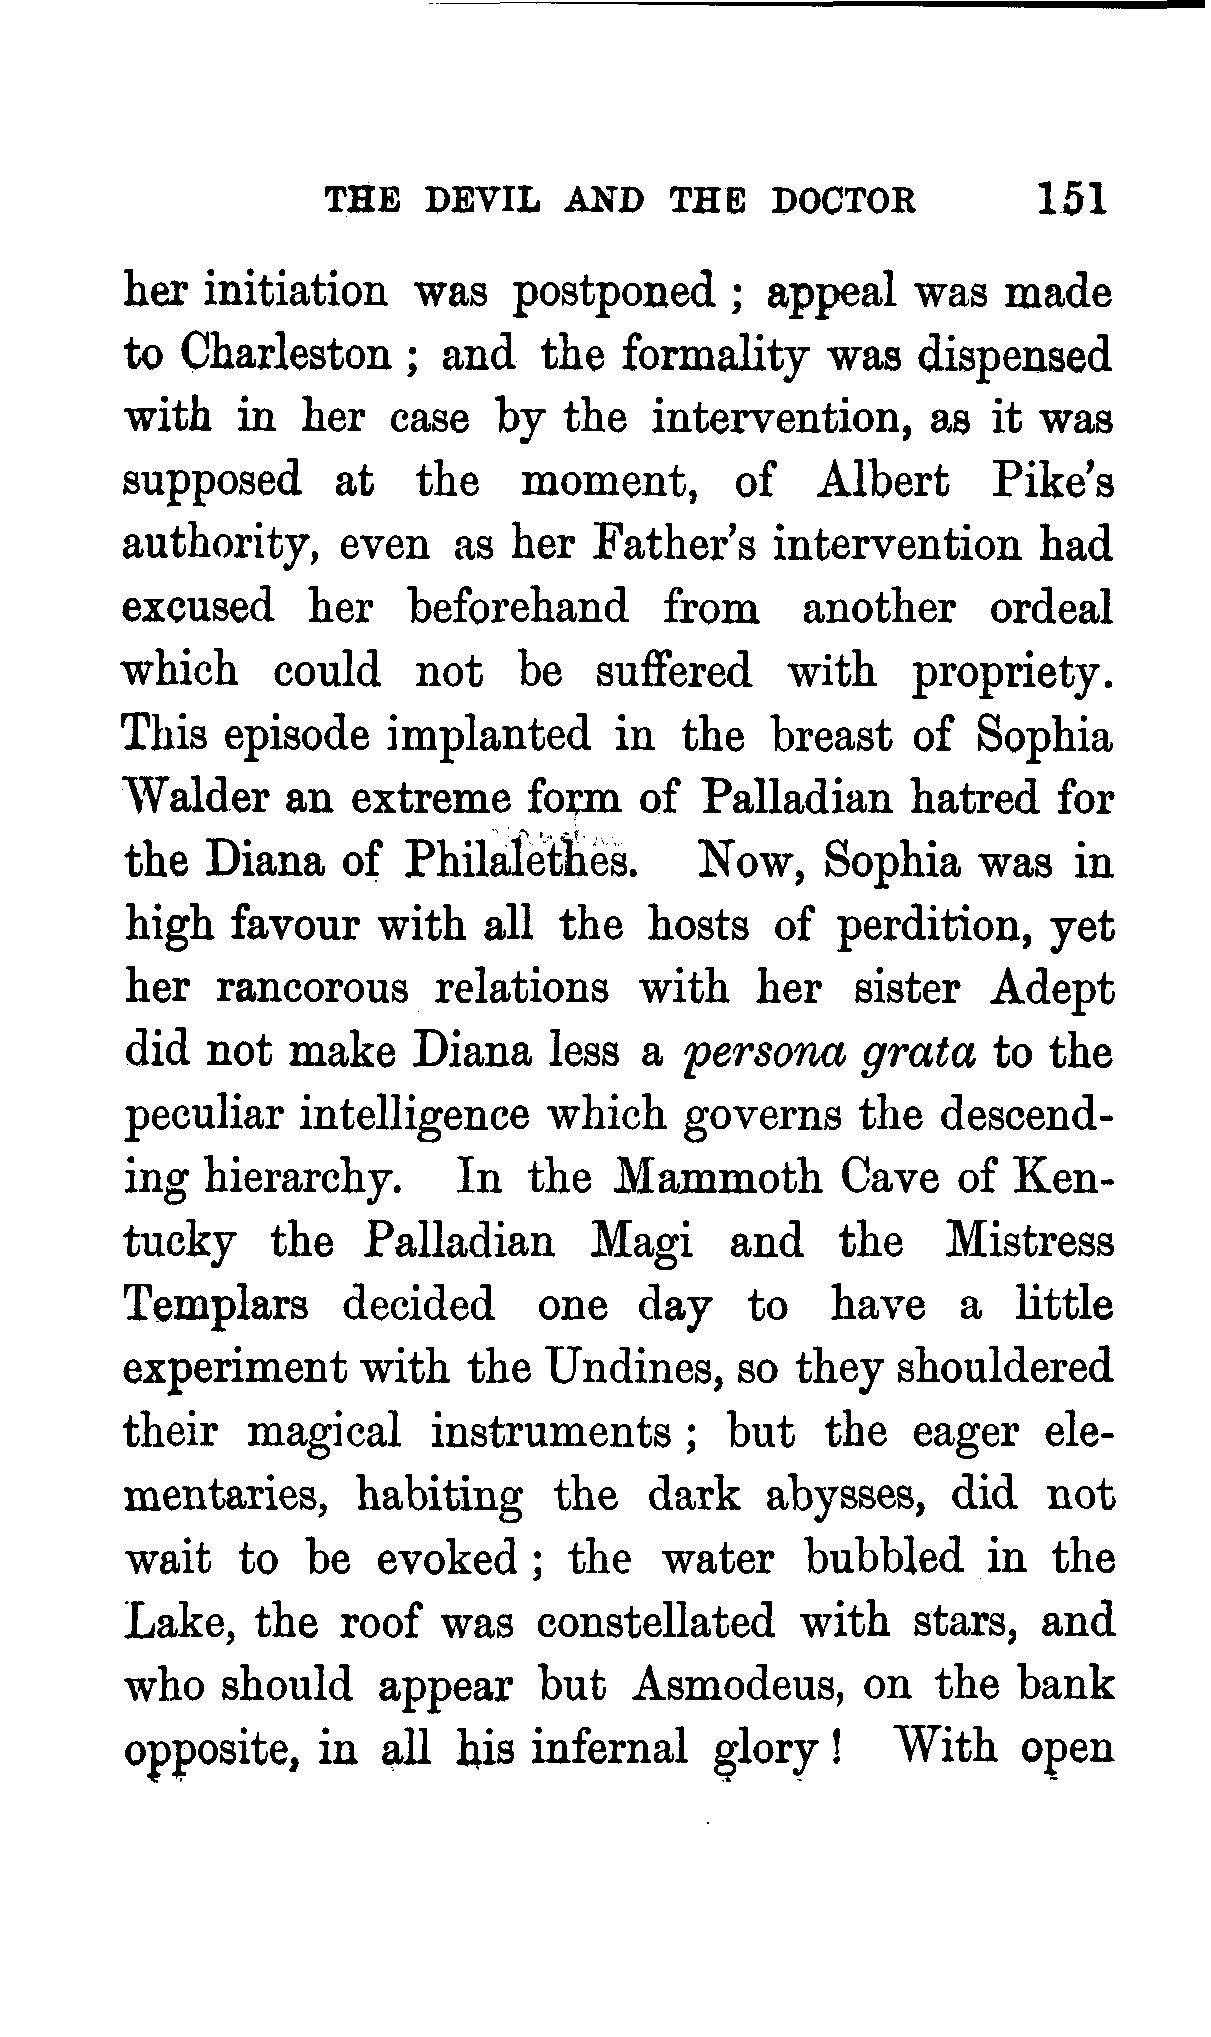 THE DEVIL AND THE DOCTOR 151
her initiation was postponed ; appeal was made
to Charleston ; and the formality was dispensed
with in her case by the intervention, as it was
supposed at the moment, of Albert Pike's
authority, even as her Father's intervention had
excused her beforehand from another ordeal
which could not be suffered with propriety.
This episode implanted in the breast of Sophia
Walder an extreme form of Palladian hatred for
the Diana of Philalethes. Now, Sophia was in
high favour with all the hosts of perdition, yet
her rancorous relations with her sister Adept
did not make Diana less a persona grata to the
peculiar intelligence which governs the descend-
ing hierarchy. In the Mammoth Cave of Ken-
tucky the Palladian Magi and the Mistress
Templars decided one day to have a little
experiment with the Undines, so they shouldered
their magical instruments ; but the eager ele-
mentaries, habiting the dark abysses, did not
wait to be evoked ; the water bubbled in the
Lake, the roof was constellated with stars, and
who should appear but Asmodeus, on the bank
opposite, in all his infernal glory ! With open